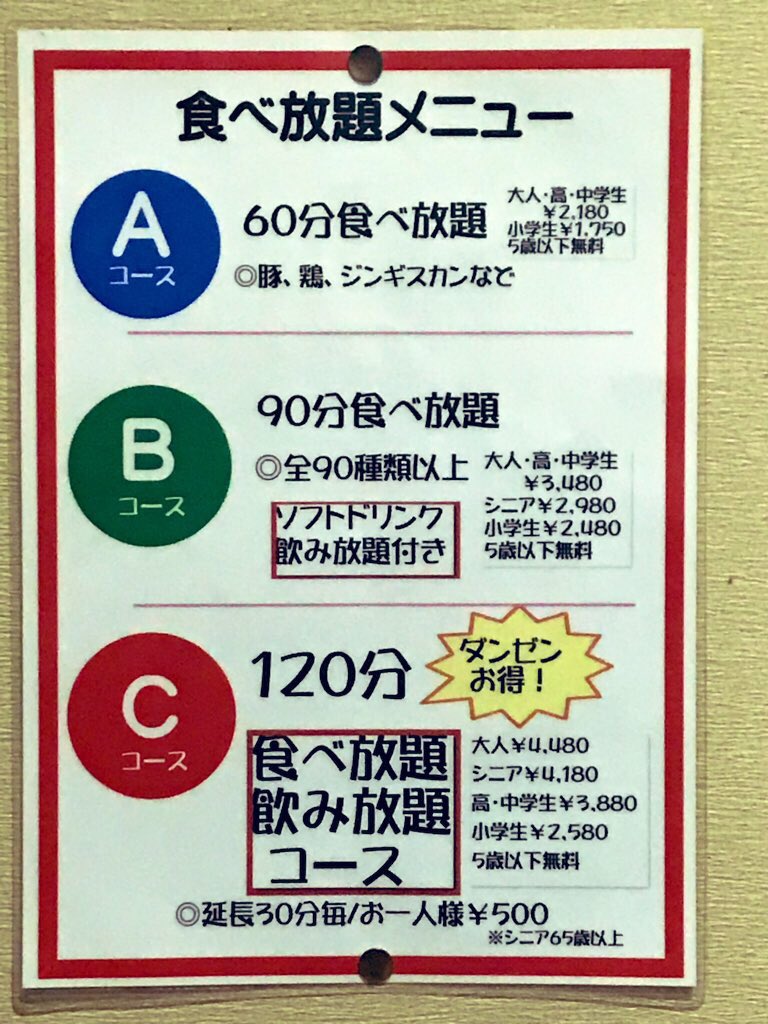 食べ放題メニュー
A
コース
60分食べ放題
大人・高・中学生
¥2,180
小学生¥1,750
5歳以下無料
◎豚、鶏、ジンギスカンなど
B
コース
90分食べ放題
◎全90種類以上
ソフトドリンク
飲み放題付き
大人・高・中学生
¥3,480
シニア¥2,980
小学生¥2,480
5歳以下無料
C
コース
120分
ダンゼン
お得!
食べ放題
飲み放題
コース
大人¥4,480
シニア¥4,180
高・中学生¥3,880
小学生¥2,580
5歳以下無料
◎延長30分毎/お一人様¥500
※シニア65歳以上